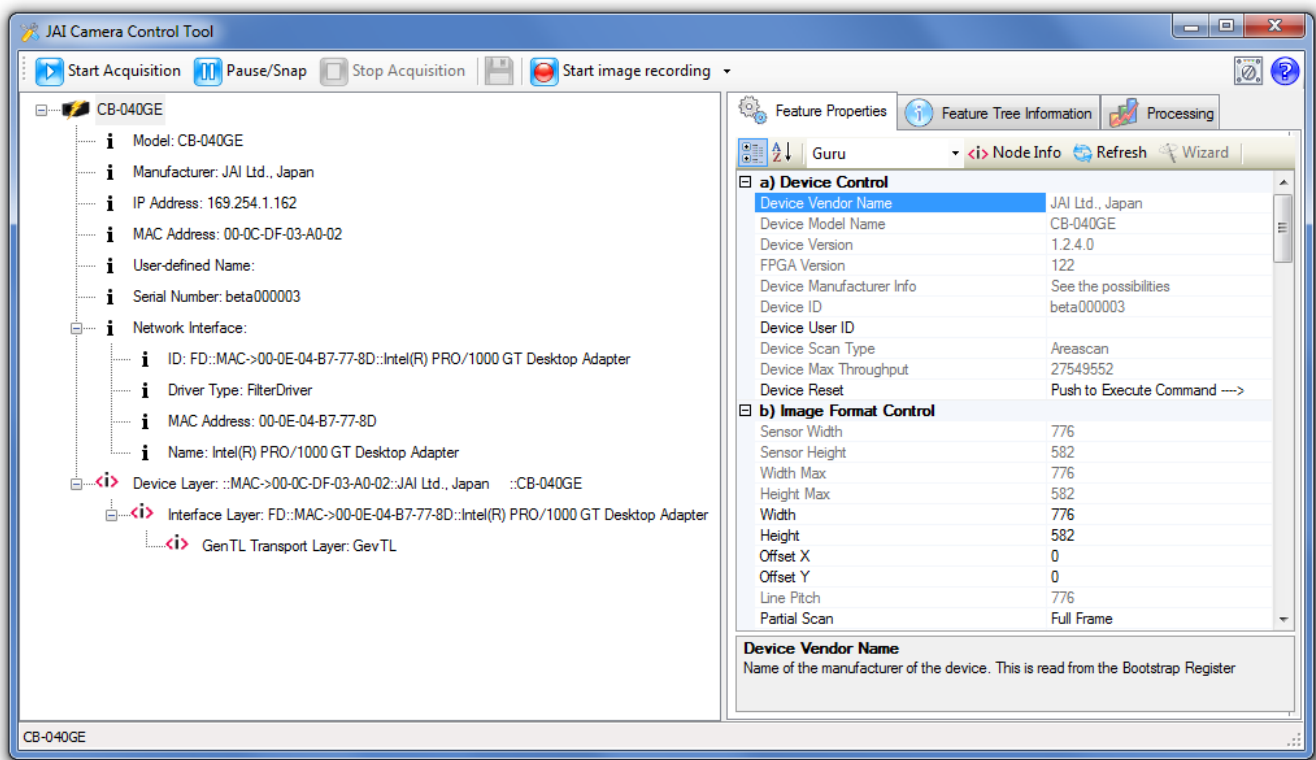 JAI Camera Control Tool
Start Acquisition Pause/Snap Stop Acquisition Start image recording
CB-040GE
Model: CB-040GE
Manufacturer: JAI Ltd., Japan
IP Address: 169.254.1.162
MAC Address: 00-0C-DF-03-A0-02
User-defined Name:
Serial Number: beta000003
Network Interface:
ID: FD::MAC->00-0E-04-B7-77-8D::Intel(R) PRO/1000 GT Desktop Adapter
Driver Type: FilterDriver
MAC Address: 00-0E-04-B7-77-8D
Name: Intel(R) PRO/1000 GT Desktop Adapter
Device Layer: ::MAC->00-0C-DF-03-A0-02::JAI Ltd., Japan ::CB-040GE
Interface Layer: FD::MAC->00-0E-04-B7-77-8D::Intel(R) PRO/1000 GT Desktop Adapter
GenTL Transport Layer: GevTL
Feature Properties Feature Tree Information Processing
Guru <i> Node Info Refresh Wizard
a) Device Control
Device Vendor Name JAI Ltd., Japan
Device Model Name CB-040GE
Device Version 1.2.4.0
FPGA Version 122
Device Manufacturer Info See the possibilities
Device ID beta000003
Device User ID
Device Scan Type Areascan
Device Max Throughput 27549552
Device Reset Push to Execute Command ---->
b) Image Format Control
Sensor Width 776
Sensor Height 582
Width Max 776
Height Max 582
Width 776
Height 582
Offset X 0
Offset Y 0
Line Pitch 776
Partial Scan Full Frame
Device Vendor Name
Name of the manufacturer of the device. This is read from the Bootstrap Register
CB-040GE